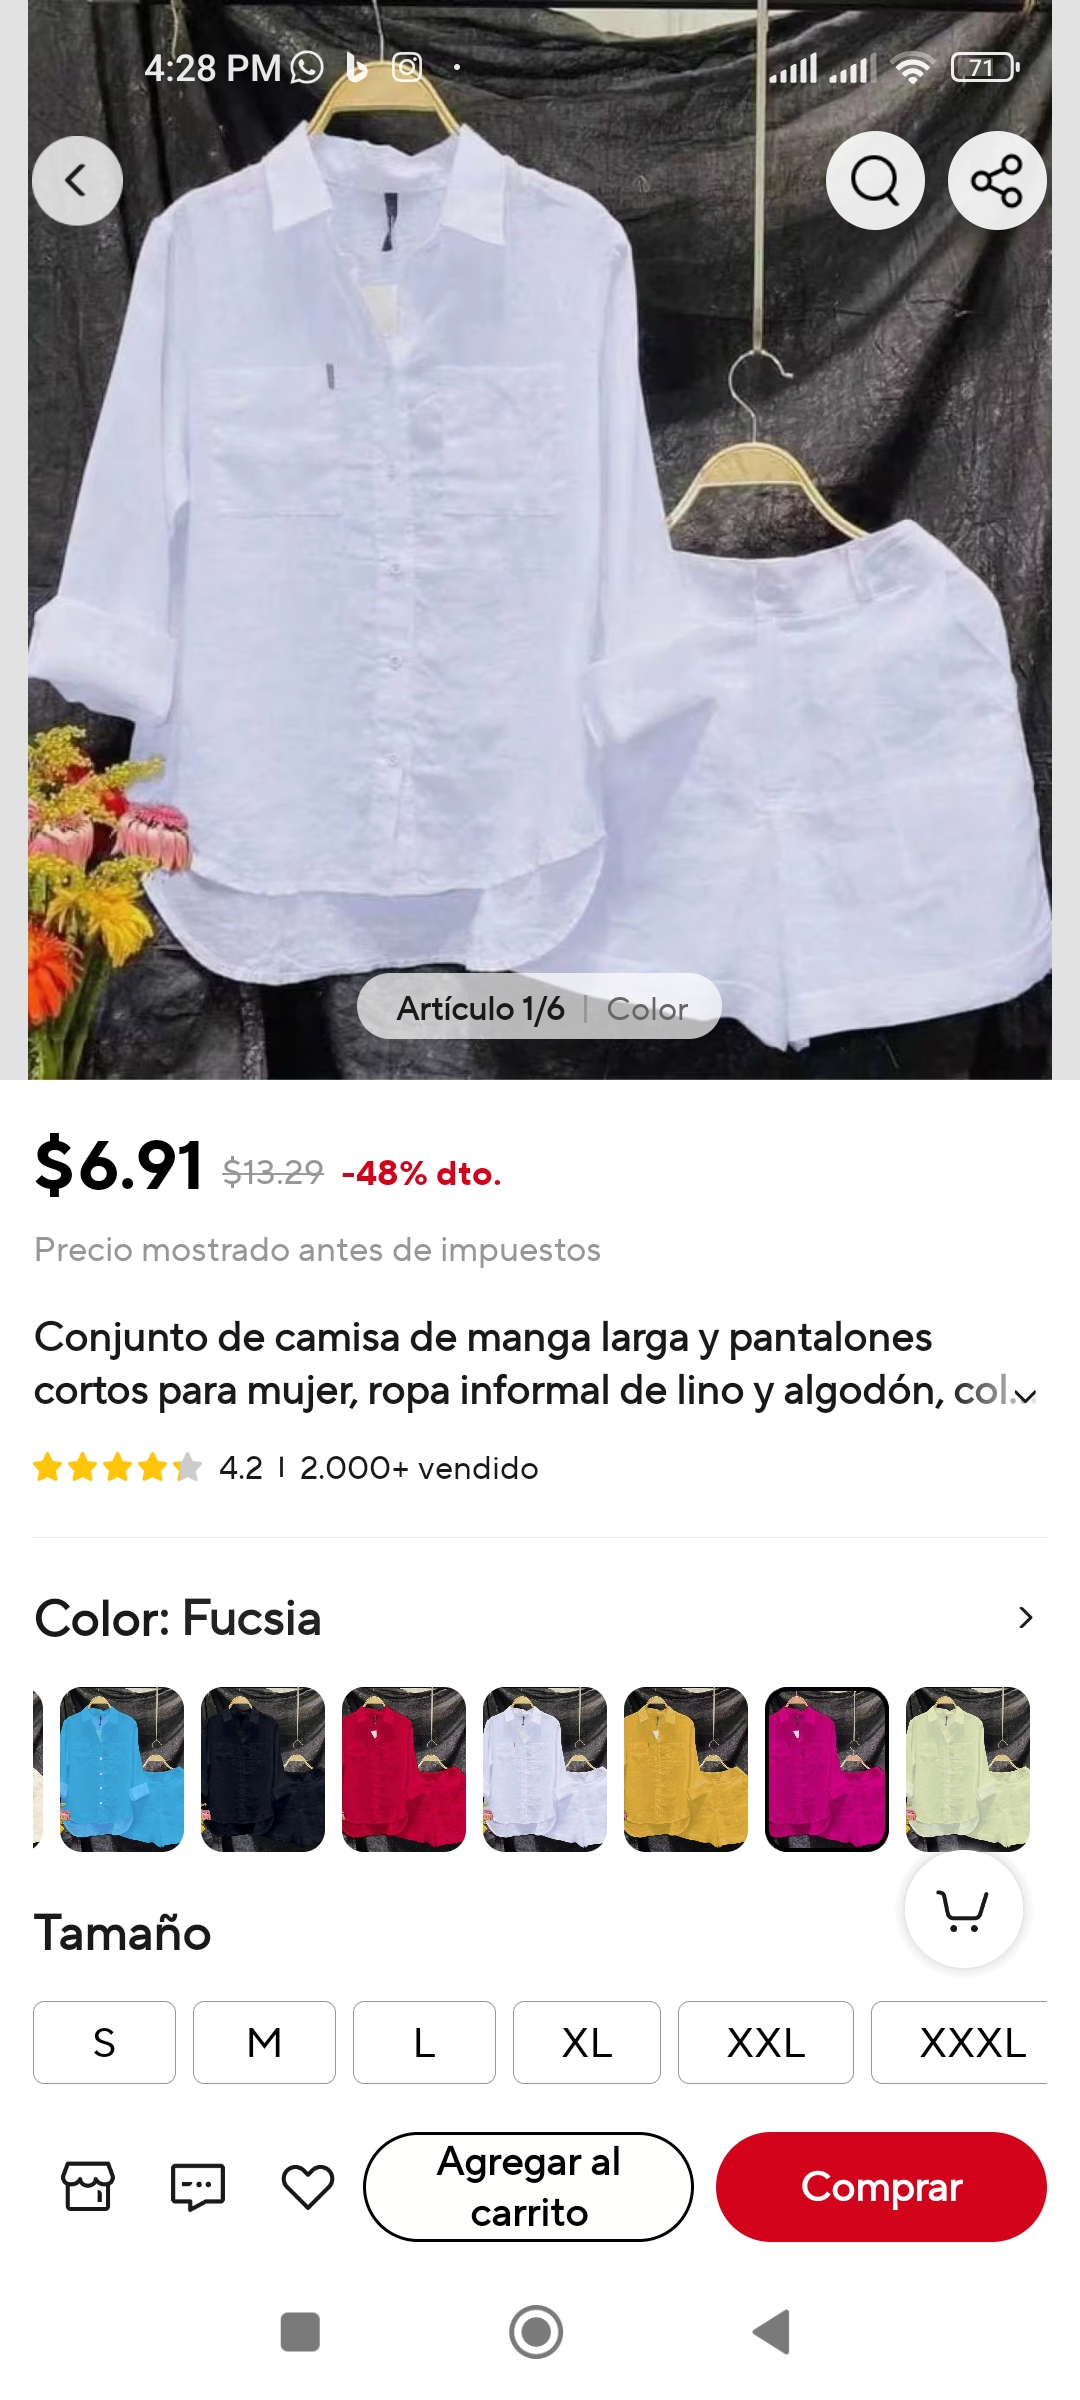 4:28 PM
71
Artículo 1/6 | Color
$6.91 $13.29 -48% dto.
Precio mostrado antes de impuestos
Conjunto de camisa de manga larga y pantalones
cortos para mujer, ropa informal de lino y algodón, col...
4.2 | 2.000+ vendido
Color: Fucsia
Tamaño
S M L XL XXL XXXL
Agregar al
carrito
Comprar